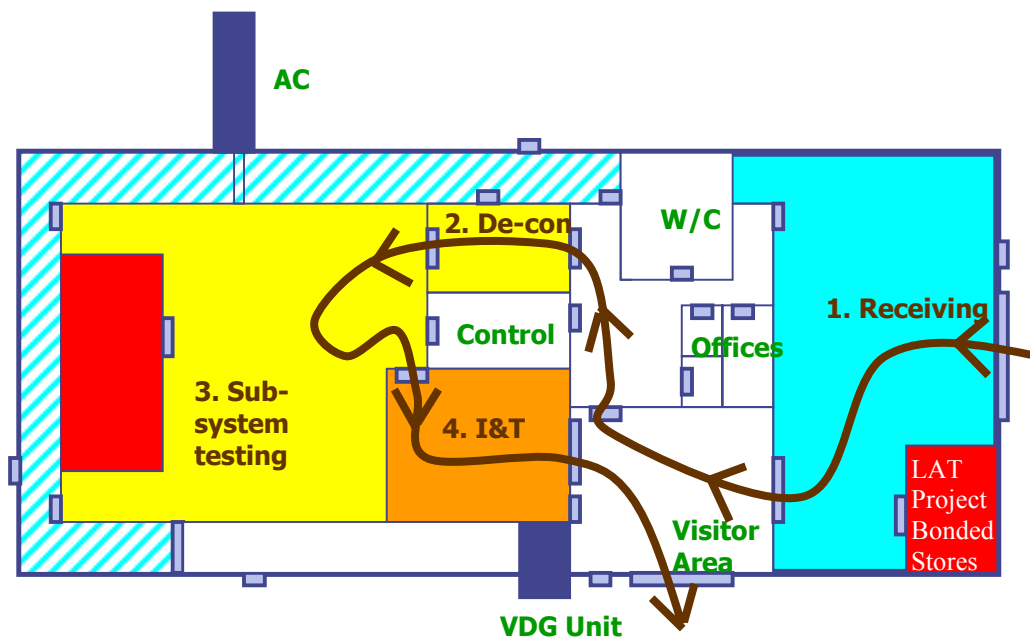 AC
2. De-con
W/C
1. Receiving
Control
Offices
3. Sub-
system
testing
4. I&T
LAT
Project
Bonded
Stores
Visitor
Area
VDG Unit